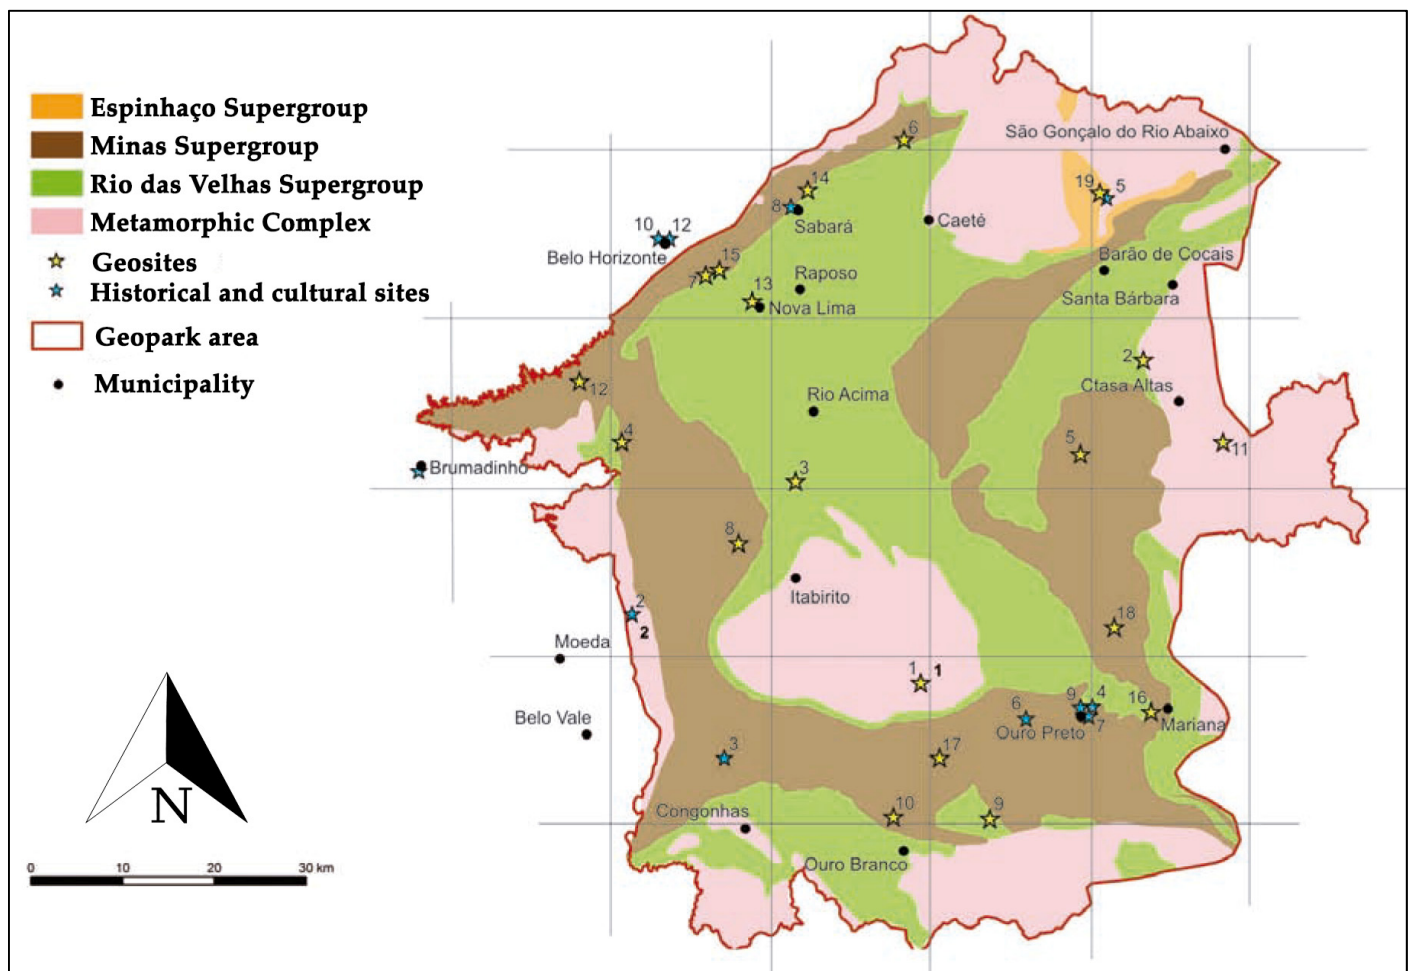 Espinhaço Supergroup
Minas Supergroup
Rio das Velhas Supergroup
Metamorphic Complex
Geosites
Historical and cultural sites
Geopark area
Municipality
N
0 10 20 30 km
6
São Gonçalo do Rio Abaixo
14
19 5
8
Sabará
Caeté
10 12
Belo Horizonte
15
7
Barão de Cocais
Raposo
13
Santa Bárbara
Nova Lima
2
12
Ctasa Altas
Rio Acima
4
5
11
Brumadinho
3
8
Itabirito
2
2
18
Moeda
1 1
9 4
16
6
7
Belo Vale
Ouro Preto
Mariana
3
17
10
9
Congonhas
Ouro Branco